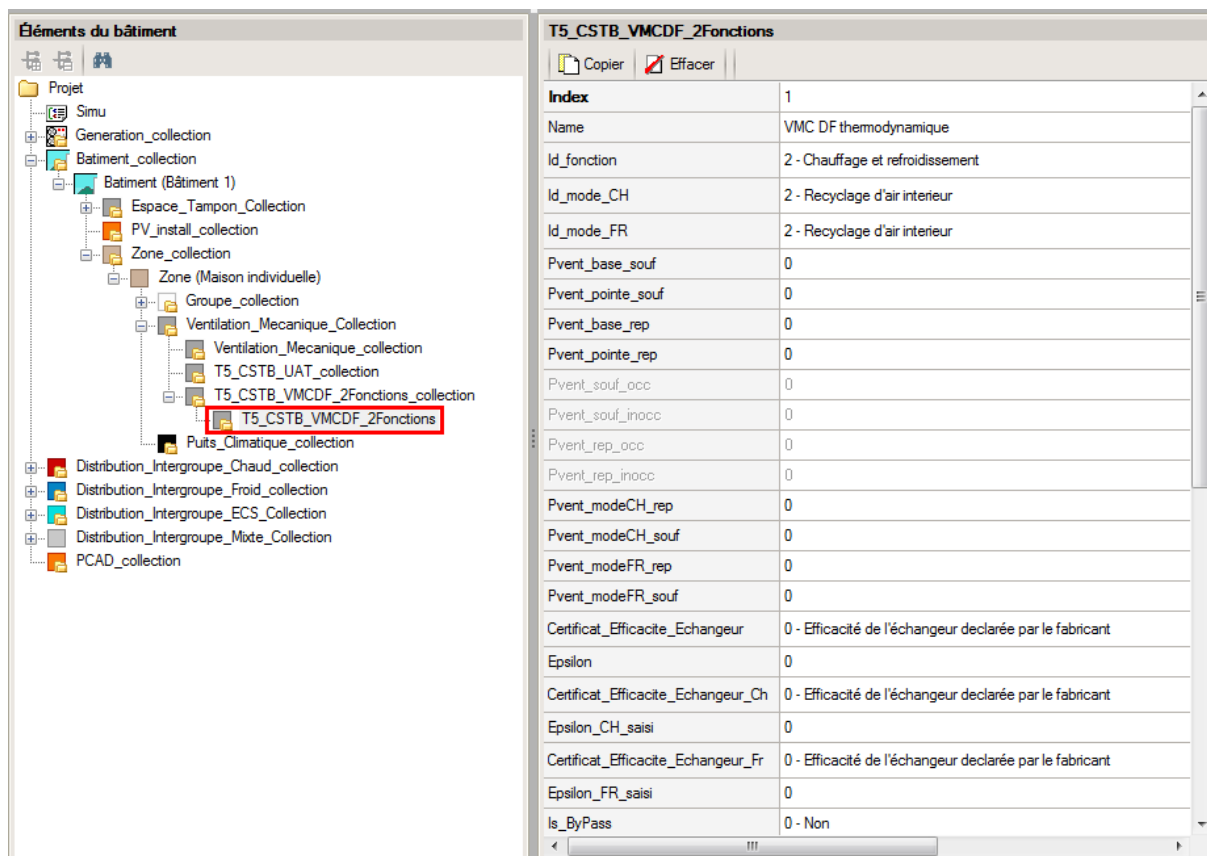 Éléments du bâtiment
Projet
Simu
Generation_collection
Batiment_collection
Batiment (Bâtiment 1)
Espace_Tampon_Collection
PV_install_collection
Zone_collection
Zone (Maison individuelle)
Groupe_collection
Ventilation_Mecanique_Collection
Ventilation_Mecanique_collection
T5_CSTB_UAT_collection
T5_CSTB_VMCDF_2Fonctions_collection
T5_CSTB_VMCDF_2Fonctions
Puits_Climatique_collection
Distribution_Intergroupe_Chaud_collection
Distribution_Intergroupe_Froid_collection
Distribution_Intergroupe_ECS_Collection
Distribution_Intergroupe_Mixte_Collection
PCAD_collection
T5_CSTB_VMCDF_2Fonctions
Copier Effacer
Index 1
Name VMC DF thermodynamique
Id_fonction 2 - Chauffage et refroidissement
Id_mode_CH 2 - Recyclage d'air interieur
Id_mode_FR 2 - Recyclage d'air interieur
Pvent_base_souf 0
Pvent_pointe_souf 0
Pvent_base_rep 0
Pvent_pointe_rep 0
Pvent_souf_occ 0
Pvent_souf_inocc 0
Pvent_rep_occ 0
Pvent_rep_inocc 0
Pvent_modeCH_rep 0
Pvent_modeCH_souf 0
Pvent_modeFR_rep 0
Pvent_modeFR_souf 0
Certificat_Efficacite_Echangeur 0 - Efficacité de l'échangeur declarée par le fabricant
Epsilon 0
Certificat_Efficacite_Echangeur_Ch 0 - Efficacité de l'échangeur declarée par le fabricant
Epsilon_CH_saisi 0
Certificat_Efficacite_Echangeur_Fr 0 - Efficacité de l'échangeur declarée par le fabricant
Epsilon_FR_saisi 0
Is_ByPass 0 - Non